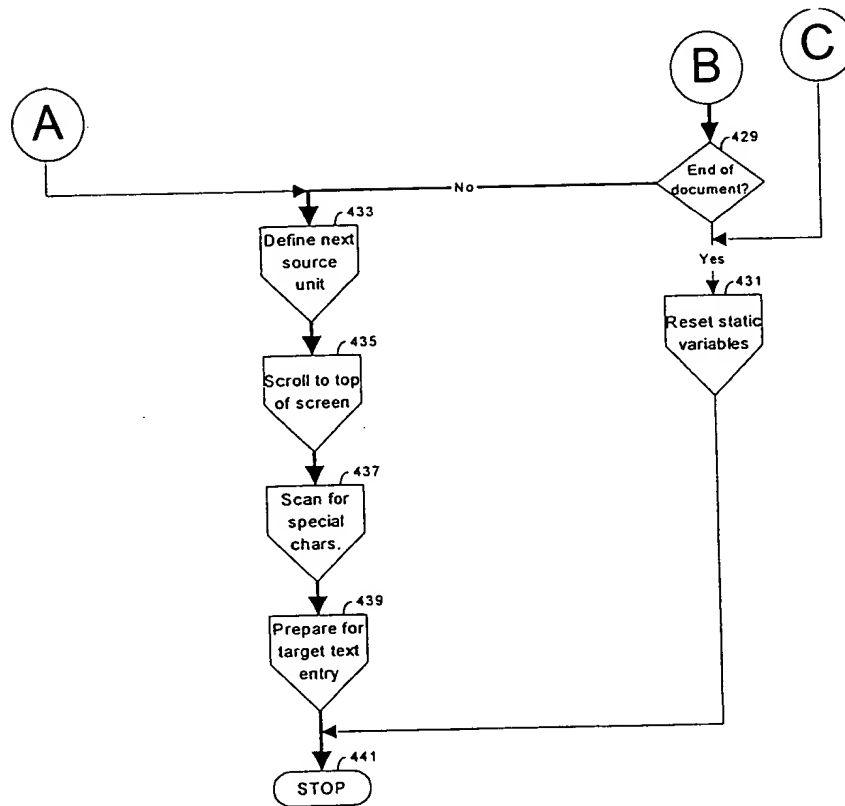 C
B
A
429
End of
document?
No
433
Define next
source
unit
Yes
431
Reset static
variables
435
Scroll to top
of screen
437
Scan for
special
chars.
439
Prepare for
target text
entry
441
STOP